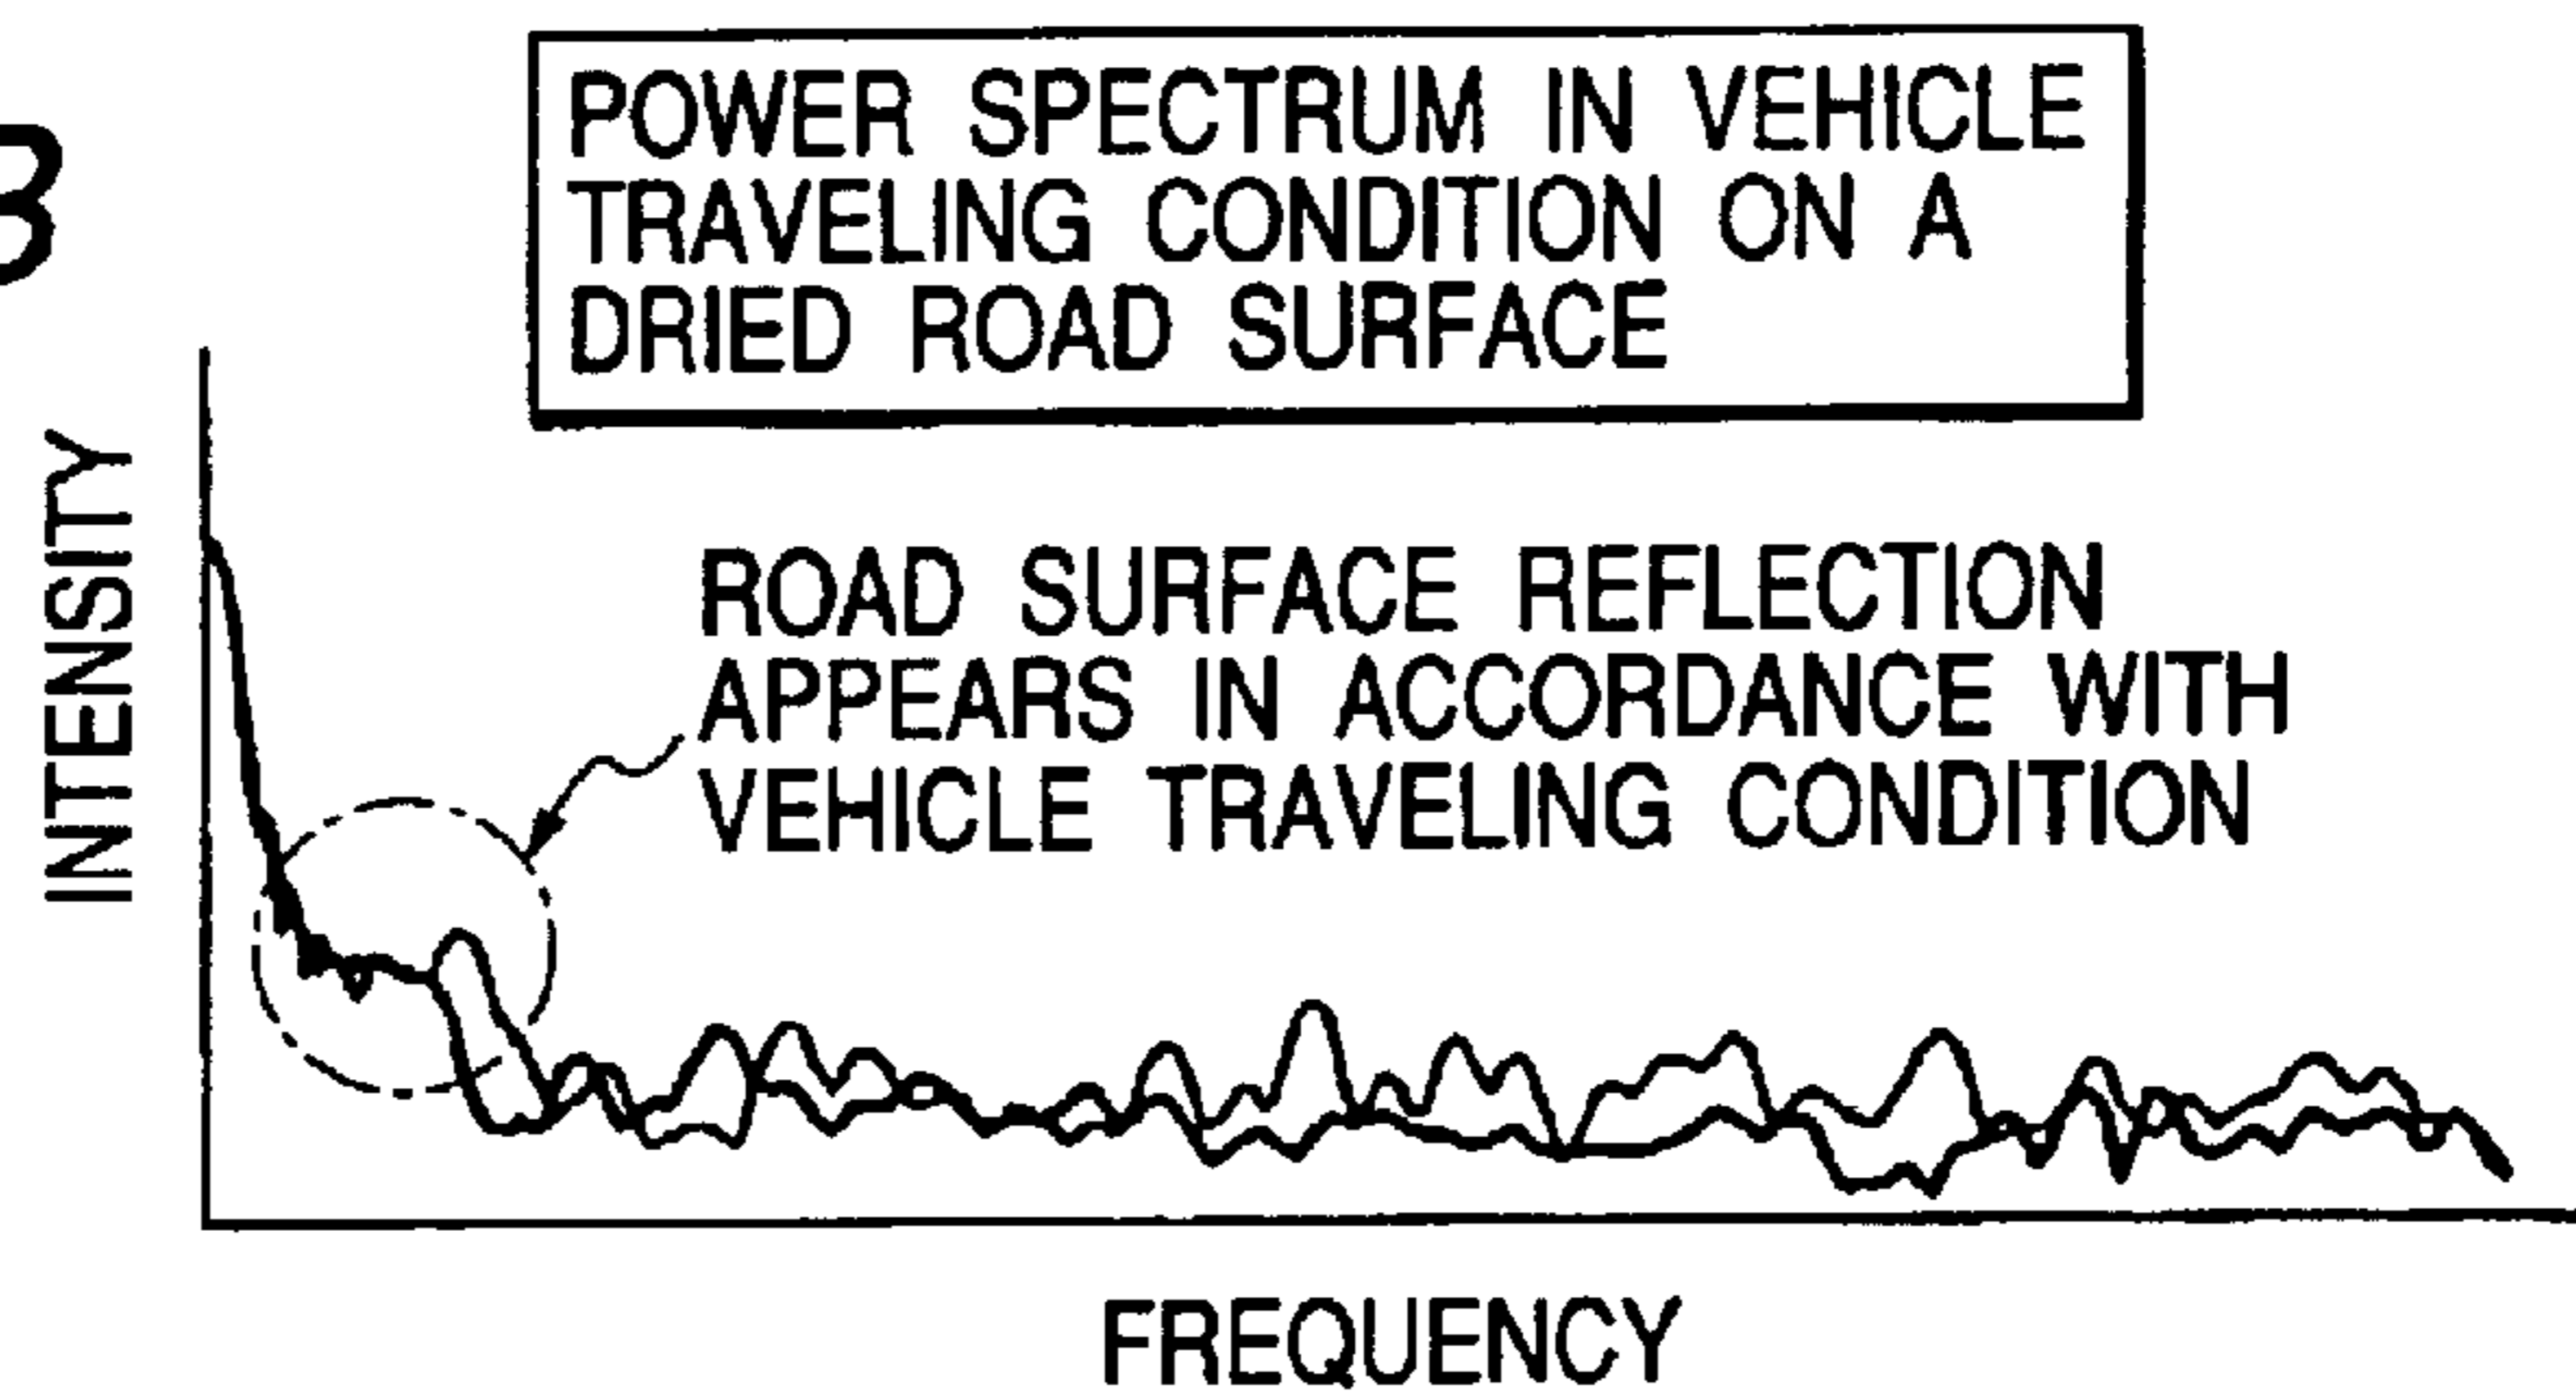 B
POWER SPECTRUM IN VEHICLE
TRAVELING CONDITION ON A
DRIED ROAD SURFACE
INTENSITY
ROAD SURFACE REFLECTION
APPEARS IN ACCORDANCE WITH
VEHICLE TRAVELING CONDITION
FREQUENCY